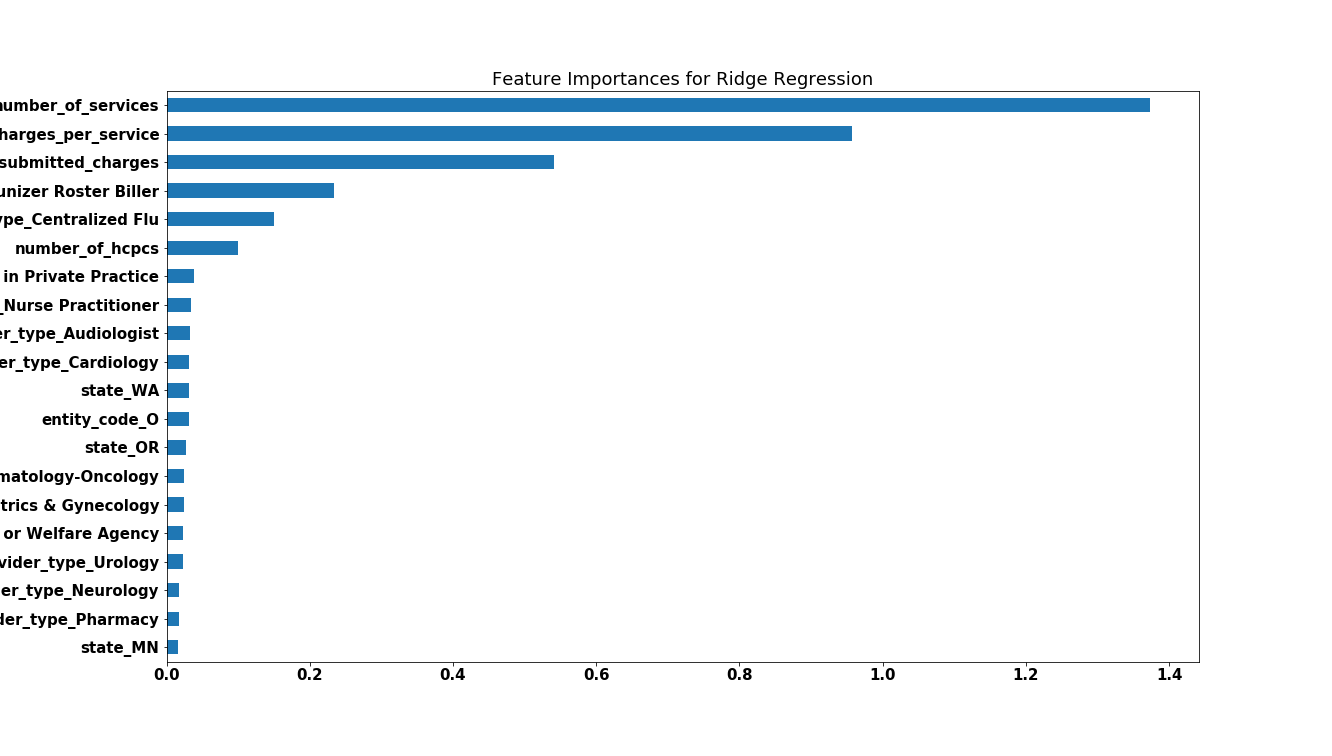 Feature Importances for Ridge Regression
number_of_services
harges_per_service
submitted_charges
unizer Roster Biller
ype_Centralized Flu
number_of_hcpcs
in Private Practice
_Nurse Practitioner
er_type_Audiologist
er_type_Cardiology
state_WA
entity_code_O
state_OR
matology-Oncology
trics & Gynecology
or Welfare Agency
vider_type_Urology
er_type_Neurology
der_type_Pharmacy
state_MN
0.0 0.2 0.4 0.6 0.8 1.0 1.2 1.4